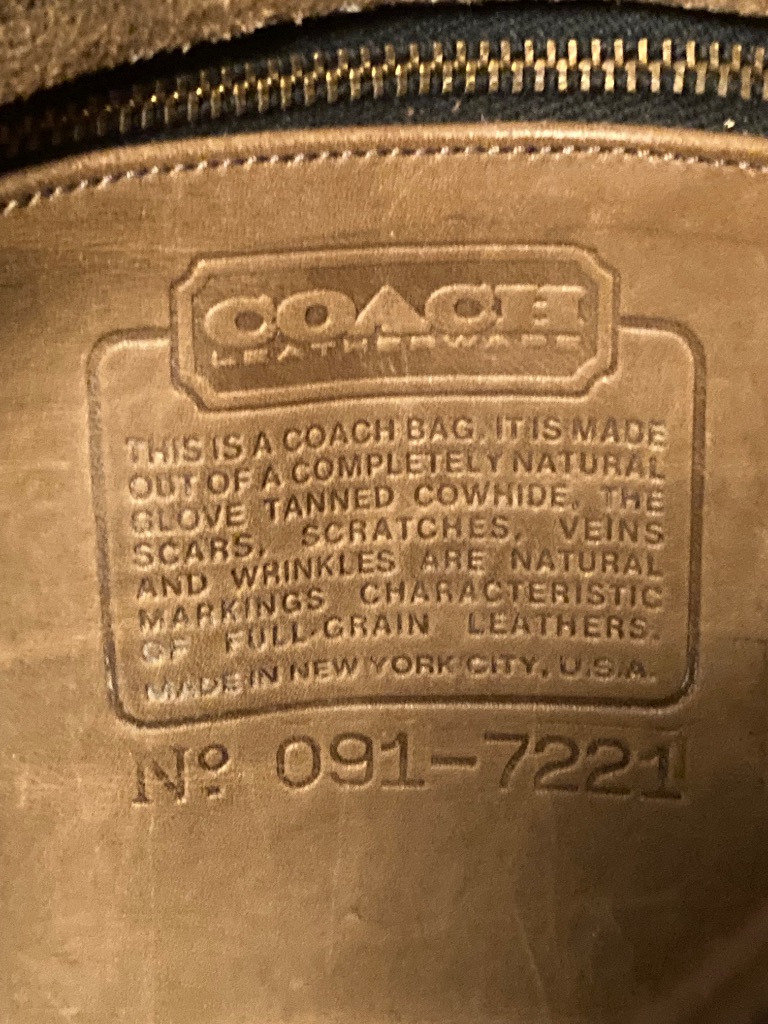 COACH
LEATHERWARE
THIS IS A COACH BAG. IT IS MADE
OUT OF A COMPLETELY NATURAL
GLOVE TANNED COWHIDE. THE
SCARS, SCRATCHES, VEINS
AND WRINKLES ARE NATURAL
MARKINGS CHARACTERISTIC
OF FULL-GRAIN LEATHERS.
MADE IN NEW YORK CITY, U.S.A.
Nº 091-7221